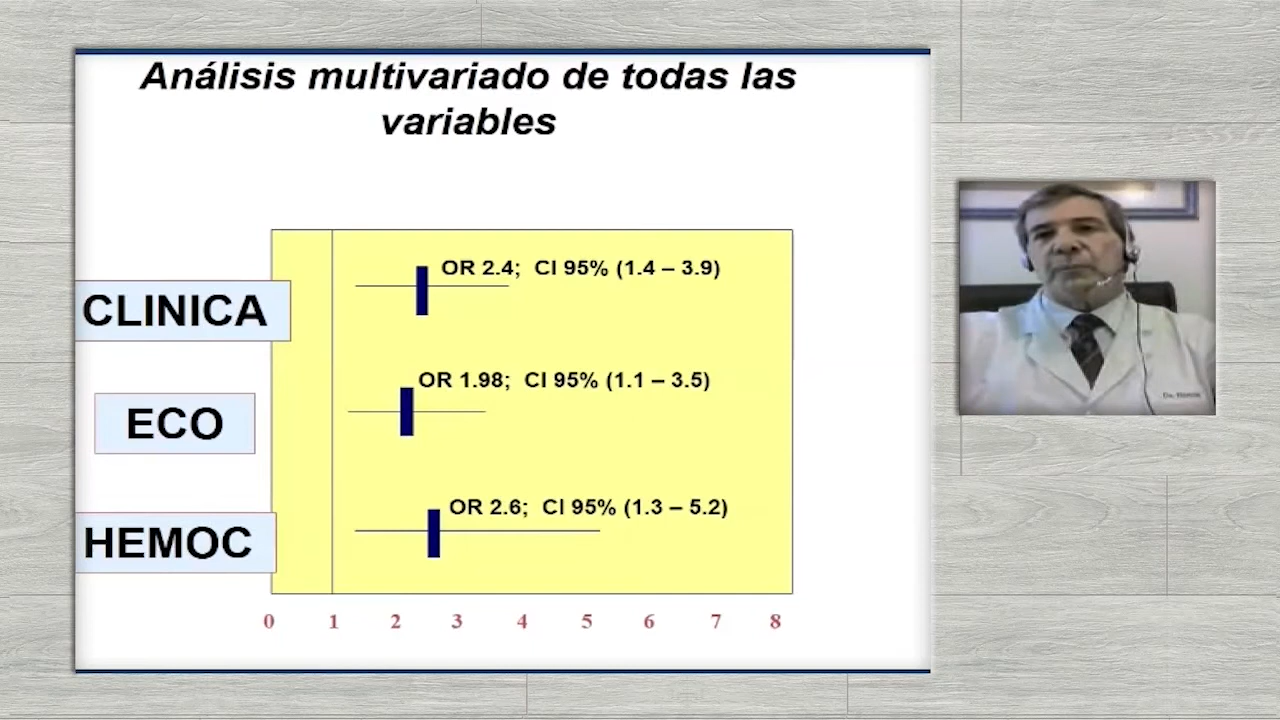 Análisis multivariado de todas las
variables
OR 2.4; CI 95% (1.4 – 3.9)
CLINICA
OR 1.98; CI 95% (1.1 – 3.5)
ECO
OR 2.6; CI 95% (1.3 – 5.2)
HEMOC
0 1 2 3 4 5 6 7 8